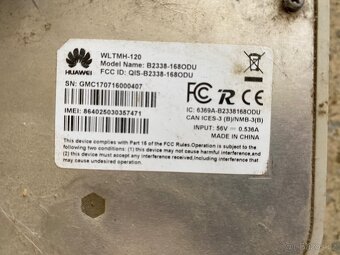 HUAWEI
WLTMH-120
Model Name: B2338-168ODU
FCC ID: QIS-B2338-168ODU
SN: GMC170716000407
IMEI: 864025030357471
FC R CE
IC: 6369A-B2338168ODU
CAN ICES-3 (B)/NMB-3(B)
INPUT: 56V ⎓ 0.536A
MADE IN CHINA
This device complies with Part 15 of the FCC Rules.Operation is subject
to the following two conditions:(1)this device may not cause harmful
interference,and(2)this device must accept any interference received,
including interference that may cause undesired operation.